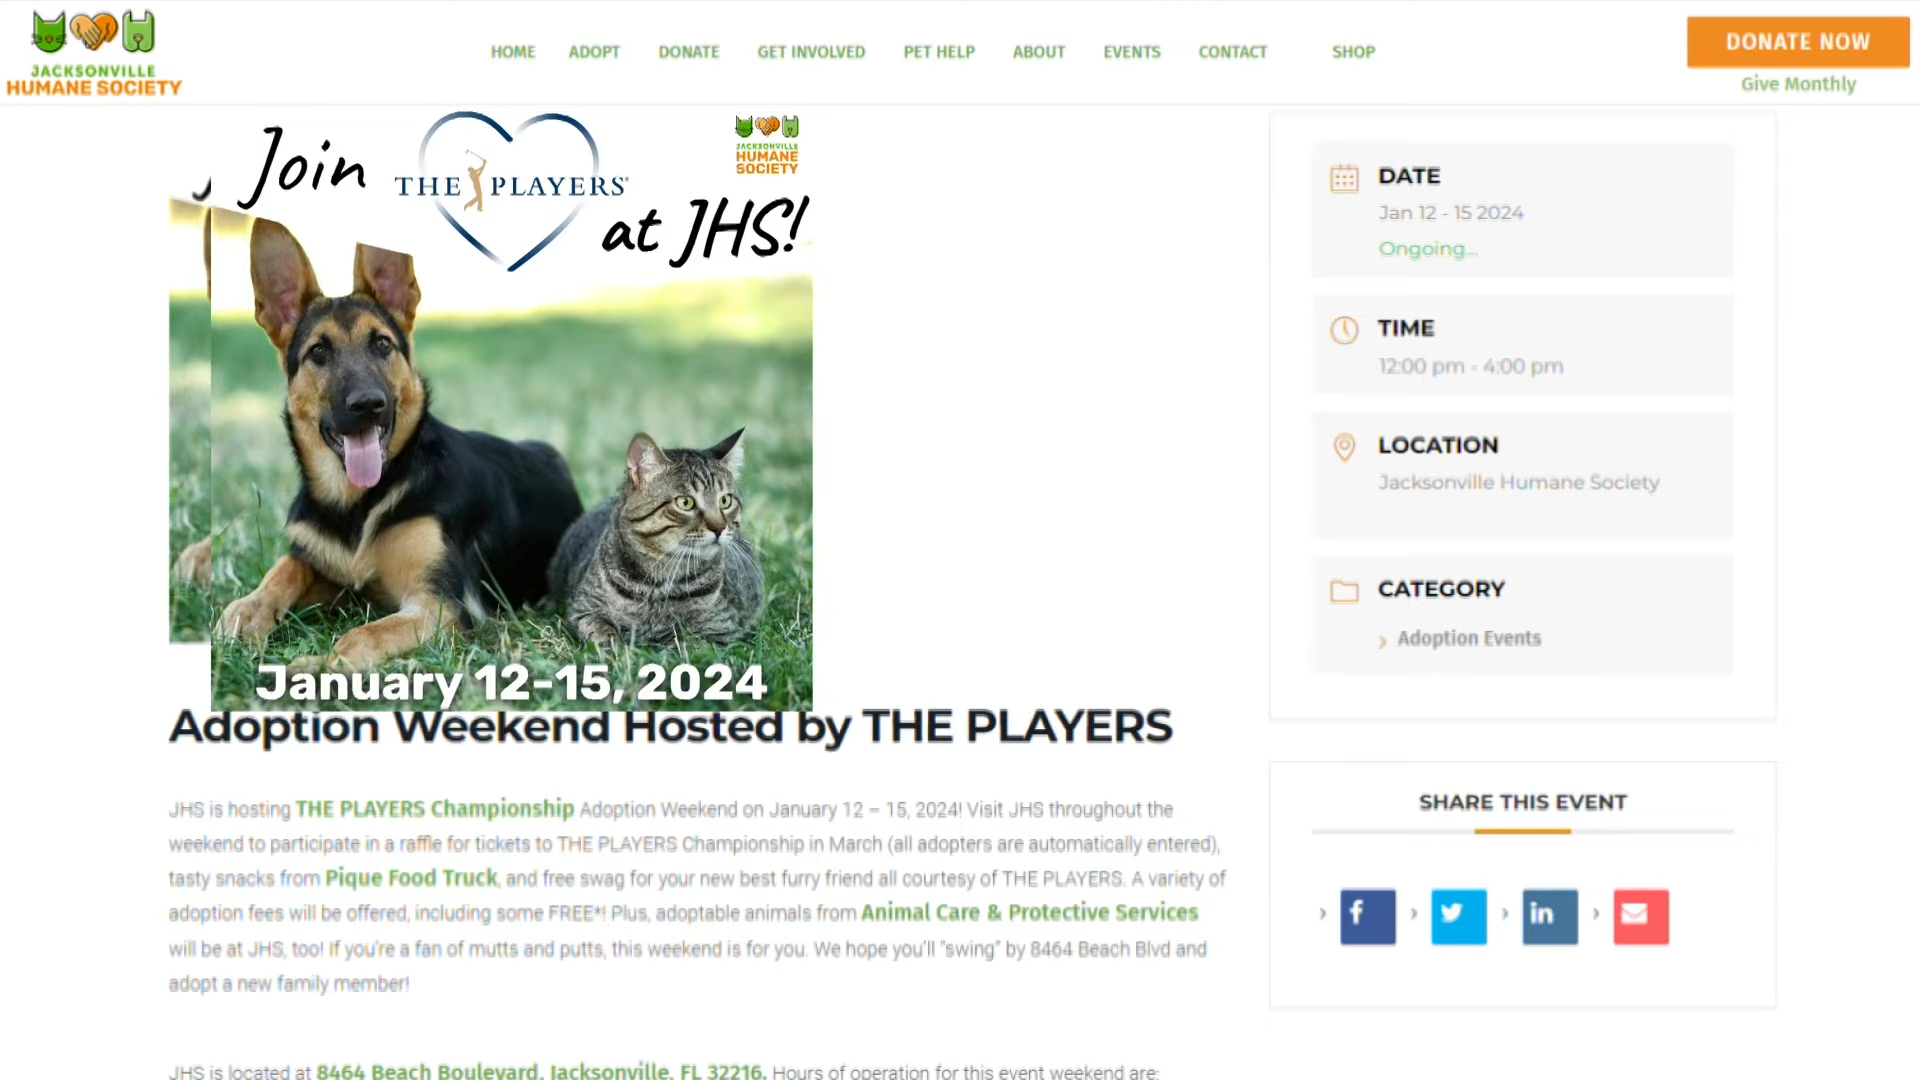 JACKSONVILLE
HUMANE SOCIETY
HOME ADOPT DONATE GET INVOLVED PET HELP ABOUT EVENTS CONTACT SHOP
DONATE NOW
Give Monthly
Join THE PLAYERS®
at JHS!
JACKSONVILLE
HUMANE
SOCIETY
January 12-15, 2024
DATE
Jan 12 - 15 2024
Ongoing...
TIME
12:00 pm - 4:00 pm
LOCATION
Jacksonville Humane Society
CATEGORY
Adoption Events
Adoption Weekend Hosted by THE PLAYERS
JHS is hosting THE PLAYERS Championship Adoption Weekend on January 12 – 15, 2024! Visit JHS throughout the
weekend to participate in a raffle for tickets to THE PLAYERS Championship in March (all adopters are automatically entered),
tasty snacks from Pique Food Truck, and free swag for your new best furry friend all courtesy of THE PLAYERS. A variety of
adoption fees will be offered, including some FREE*! Plus, adoptable animals from Animal Care & Protective Services
will be at JHS, too! If you're a fan of mutts and putts, this weekend is for you. We hope you'll "swing" by 8464 Beach Blvd and
adopt a new family member!
JHS is located at 8464 Beach Boulevard, Jacksonville, FL 32216. Hours of operation for this event weekend are:
SHARE THIS EVENT